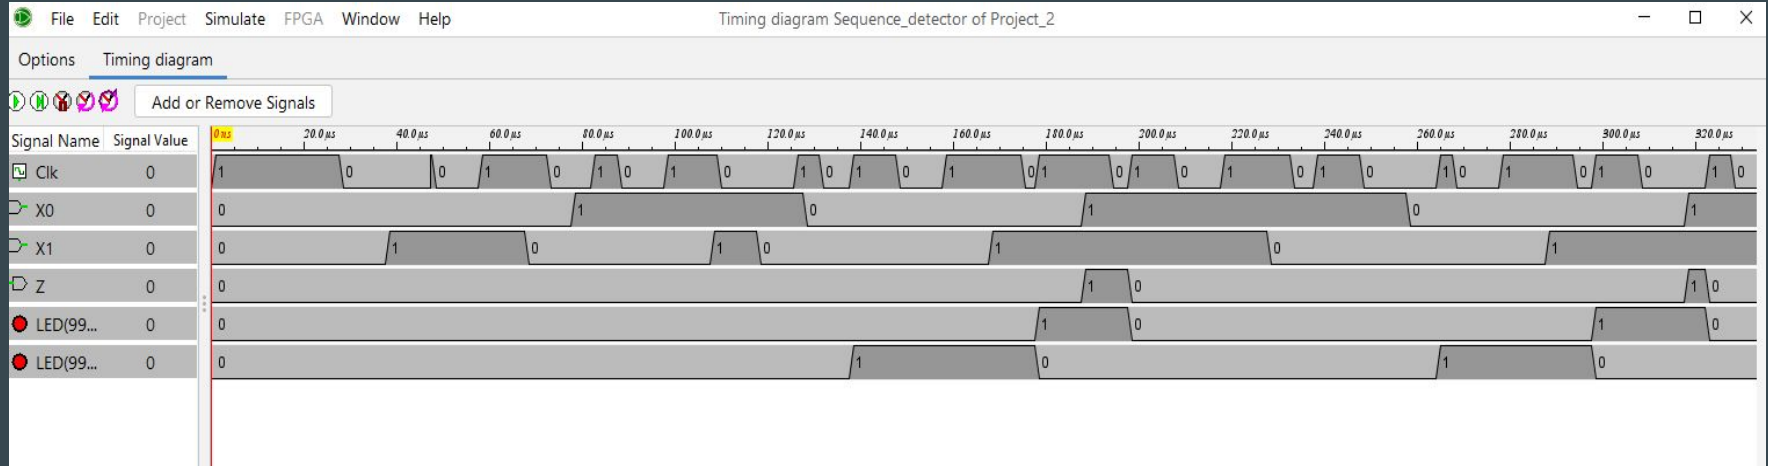 File Edit Project Simulate FPGA Window Help Timing diagram Sequence_detector of Project_2
Options Timing diagram
Add or Remove Signals
Signal Name Signal Value 0 ns 20.0 µs 40.0 µs 60.0 µs 80.0 µs 100.0 µs 120.0 µs 140.0 µs 160.0 µs 180.0 µs 200.0 µs 220.0 µs 240.0 µs 260.0 µs 280.0 µs 300.0 µs 320.0 µs
Clk 0 1 0 0 1 0 1 0 1 0 1 0 1 0 1 0 1 0 1 0 1 0 1 0 1 0 1 0 1 0 1 0
X0 0 0 1 0 1 0 1
X1 0 0 1 0 1 0 1 0 1
Z 0 0 1 0 1 0
LED(99... 0 0 1 0 1 0
LED(99... 0 0 1 0 1 0